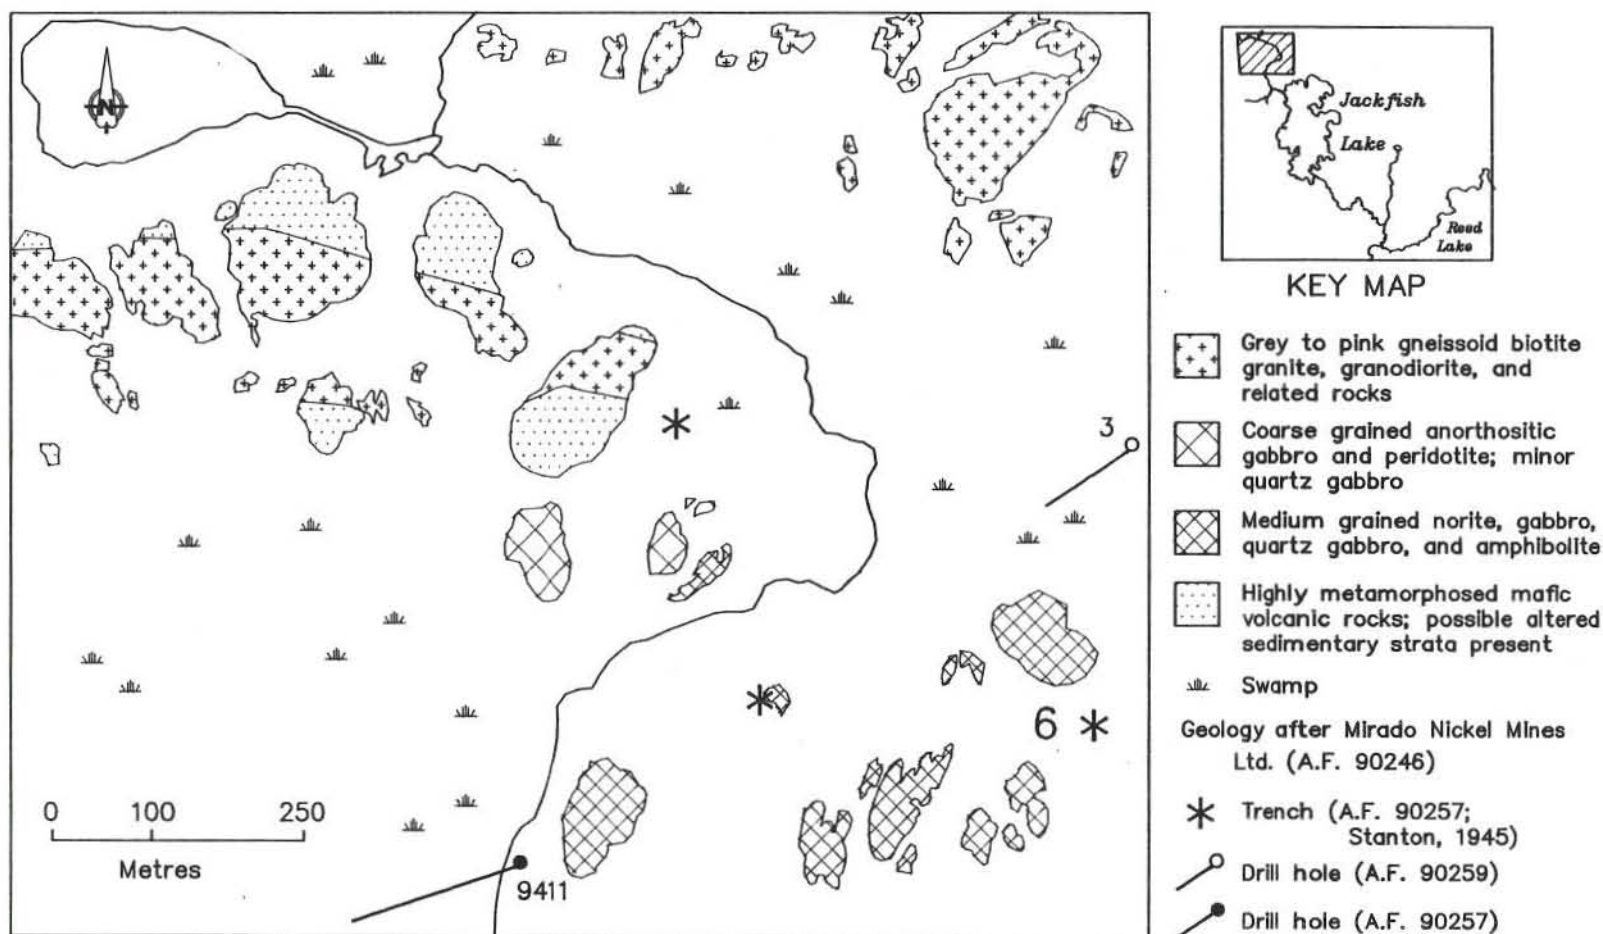 N
3
6
0 100 250
Metres
9411
Jackfish
Lake
Reed
Lake
KEY MAP
Grey to pink gneissoid biotite
granite, granodiorite, and
related rocks
Coarse grained anorthositic
gabbro and peridotite; minor
quartz gabbro
Medium grained norite, gabbro,
quartz gabbro, and amphibolite
Highly metamorphosed mafic
volcanic rocks; possible altered
sedimentary strata present
Swamp
Geology after Mirado Nickel Mines
Ltd. (A.F. 90246)
Trench (A.F. 90257;
Stanton, 1945)
Drill hole (A.F. 90259)
Drill hole (A.F. 90257)